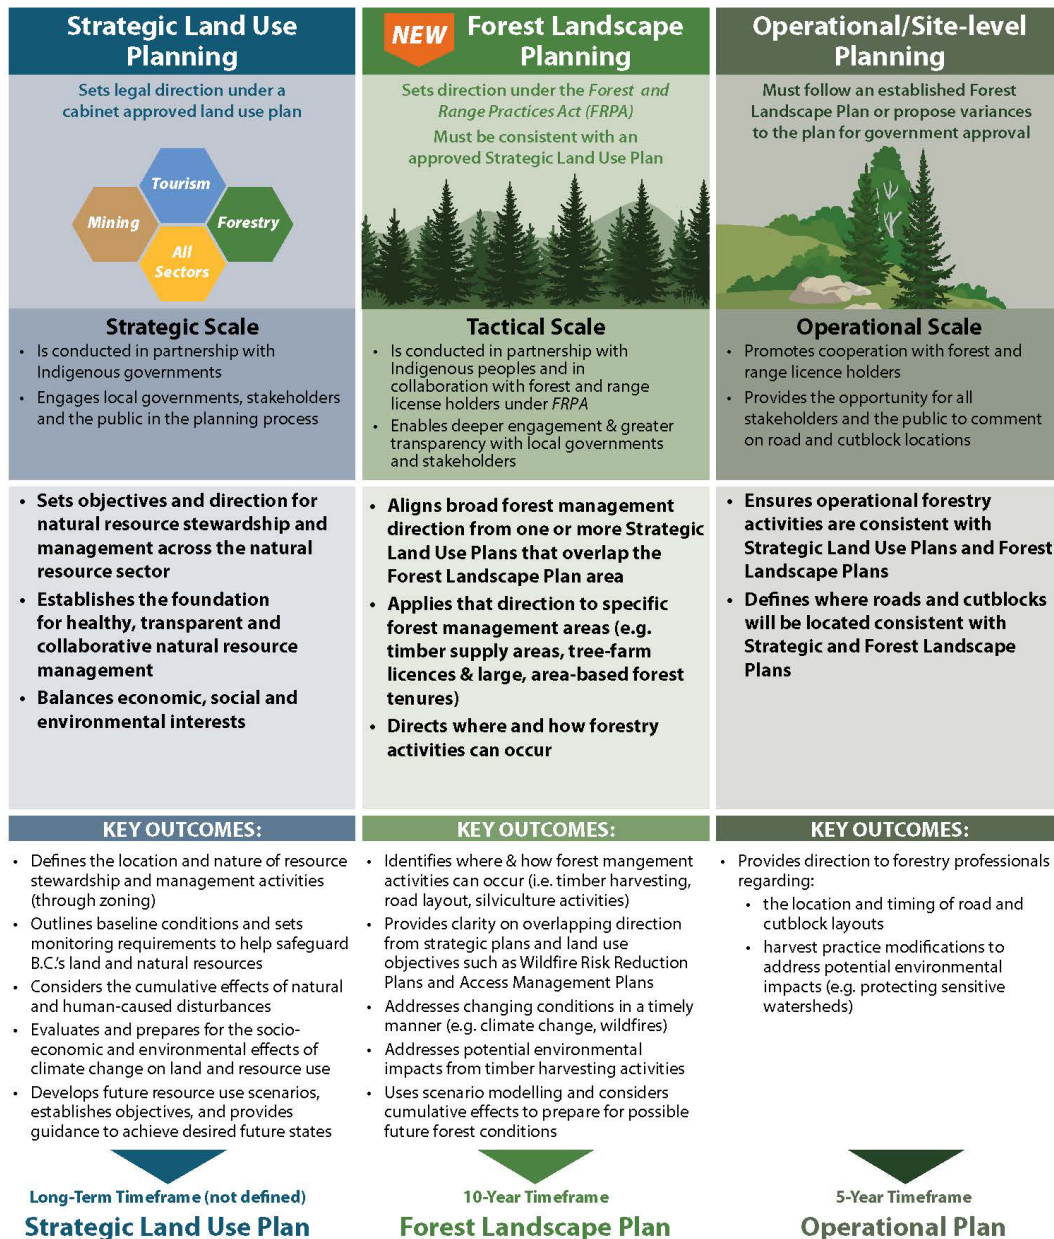 Strategic Land Use
Planning
Sets legal direction under a
cabinet approved land use plan
Tourism
Mining
Forestry
All
Sectors
Strategic Scale
• Is conducted in partnership with
Indigenous governments
• Engages local governments, stakeholders
and the public in the planning process
• Sets objectives and direction for
natural resource stewardship and
management across the natural
resource sector
• Establishes the foundation
for healthy, transparent and
collaborative natural resource
management
• Balances economic, social and
environmental interests
KEY OUTCOMES:
• Defines the location and nature of resource
stewardship and management activities
(through zoning)
• Outlines baseline conditions and sets
monitoring requirements to help safeguard
B.C.'s land and natural resources
• Considers the cumulative effects of natural
and human-caused disturbances
• Evaluates and prepares for the socio-
economic and environmental effects of
climate change on land and resource use
• Develops future resource use scenarios,
establishes objectives, and provides
guidance to achieve desired future states
Long-Term Timeframe (not defined)
Strategic Land Use Plan
NEW
Forest Landscape
Planning
Sets direction under the Forest and
Range Practices Act (FRPA)
Must be consistent with an
approved Strategic Land Use Plan
Tactical Scale
• Is conducted in partnership with
Indigenous peoples and in
collaboration with forest and range
license holders under FRPA
• Enables deeper engagement & greater
transparency with local governments
and stakeholders
• Aligns broad forest management
direction from one or more Strategic
Land Use Plans that overlap the
Forest Landscape Plan area
• Applies that direction to specific
forest management areas (e.g.
timber supply areas, tree-farm
licences & large, area-based forest
tenures)
• Directs where and how forestry
activities can occur
KEY OUTCOMES:
• Identifies where & how forest mangement
activities can occur (i.e. timber harvesting,
road layout, silviculture activities)
• Provides clarity on overlapping direction
from strategic plans and land use
objectives such as Wildfire Risk Reduction
Plans and Access Management Plans
• Addresses changing conditions in a timely
manner (e.g. climate change, wildfires)
• Addresses potential environmental
impacts from timber harvesting activities
• Uses scenario modelling and considers
cumulative effects to prepare for possible
future forest conditions
10-Year Timeframe
Forest Landscape Plan
Operational/Site-level
Planning
Must follow an established Forest
Landscape Plan or propose variances
to the plan for government approval
Operational Scale
• Promotes cooperation with forest and
range licence holders
• Provides the opportunity for all
stakeholders and the public to comment
on road and cutblock locations
• Ensures operational forestry
activities are consistent with
Strategic Land Use Plans and Forest
Landscape Plans
• Defines where roads and cutblocks
will be located consistent with
Strategic and Forest Landscape
Plans
KEY OUTCOMES:
• Provides direction to forestry professionals
regarding:
• the location and timing of road and
cutblock layouts
• harvest practice modifications to
address potential environmental
impacts (e.g. protecting sensitive
watersheds)
5-Year Timeframe
Operational Plan